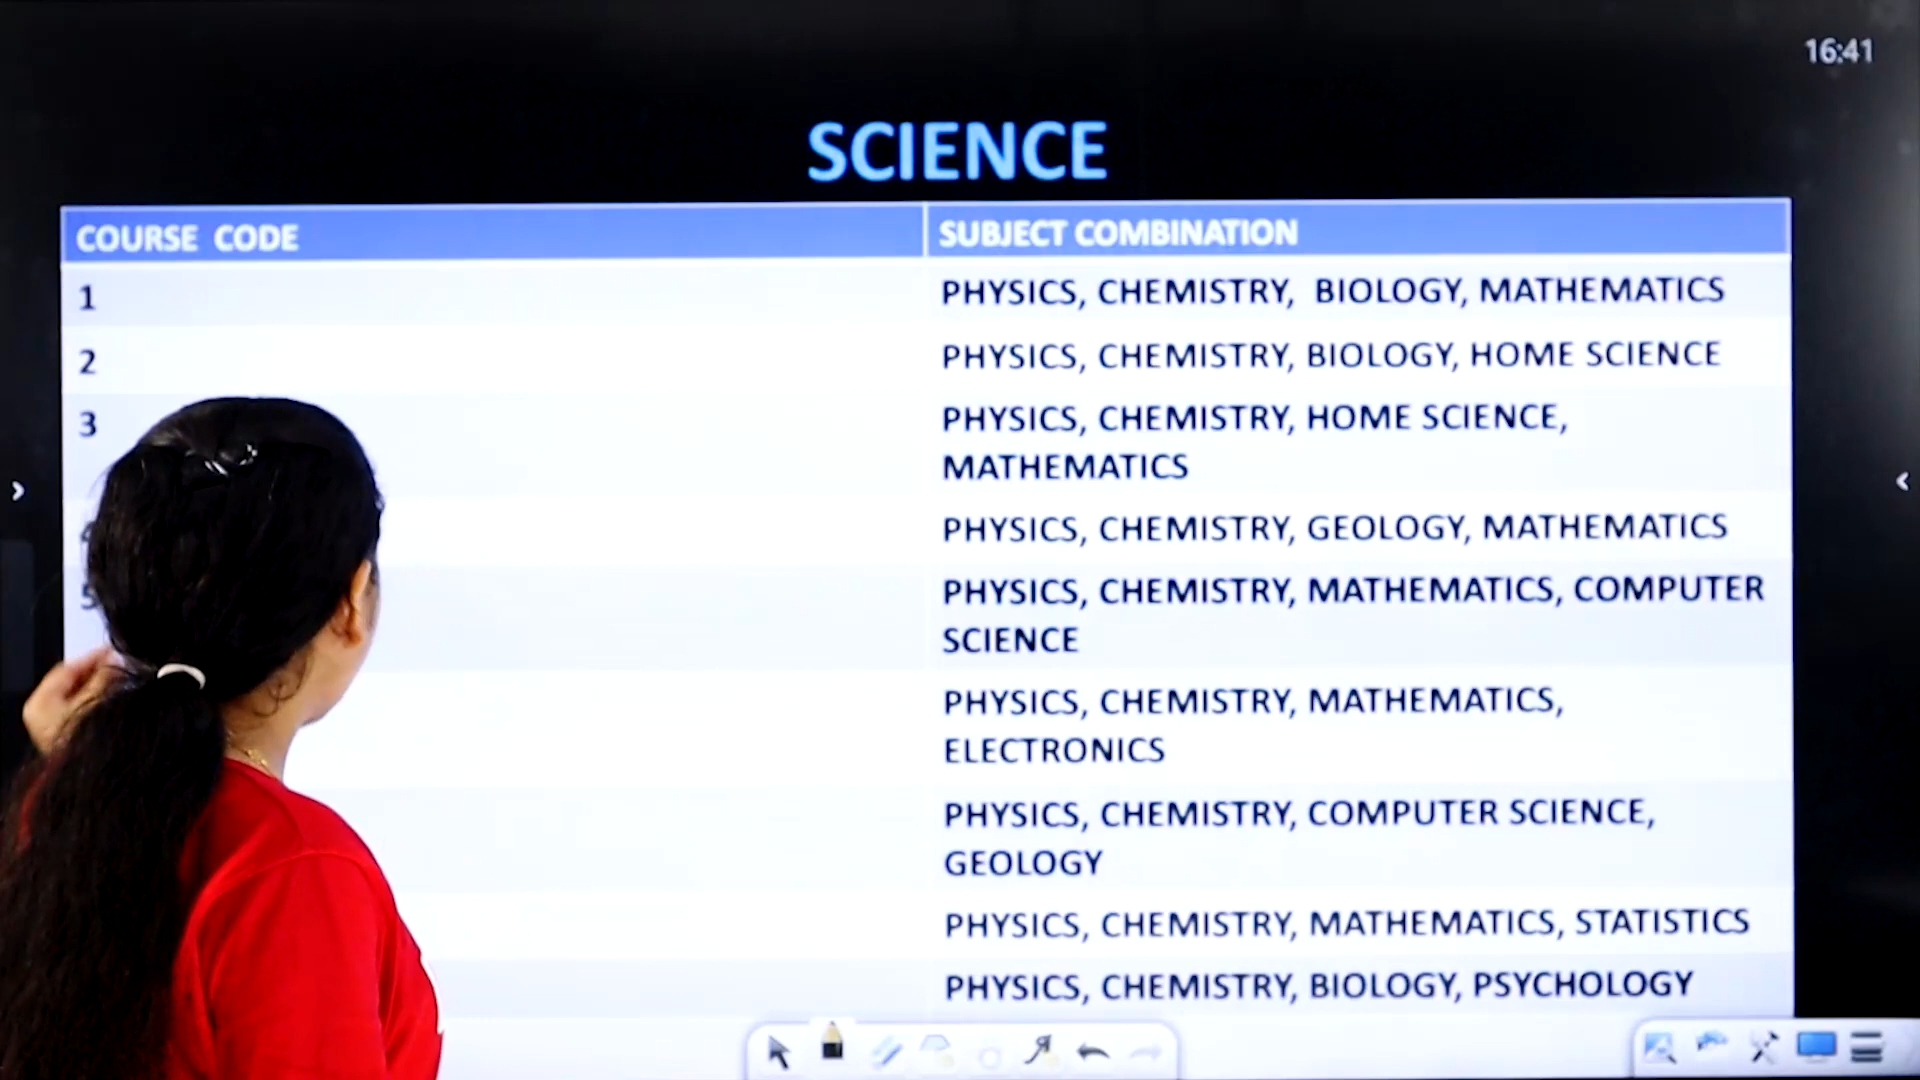 16:41
SCIENCE
COURSE CODE
SUBJECT COMBINATION
1
PHYSICS, CHEMISTRY, BIOLOGY, MATHEMATICS
2
PHYSICS, CHEMISTRY, BIOLOGY, HOME SCIENCE
3
PHYSICS, CHEMISTRY, HOME SCIENCE,
MATHEMATICS
PHYSICS, CHEMISTRY, GEOLOGY, MATHEMATICS
5
PHYSICS, CHEMISTRY, MATHEMATICS, COMPUTER
SCIENCE
PHYSICS, CHEMISTRY, MATHEMATICS,
ELECTRONICS
PHYSICS, CHEMISTRY, COMPUTER SCIENCE,
GEOLOGY
PHYSICS, CHEMISTRY, MATHEMATICS, STATISTICS
PHYSICS, CHEMISTRY, BIOLOGY, PSYCHOLOGY